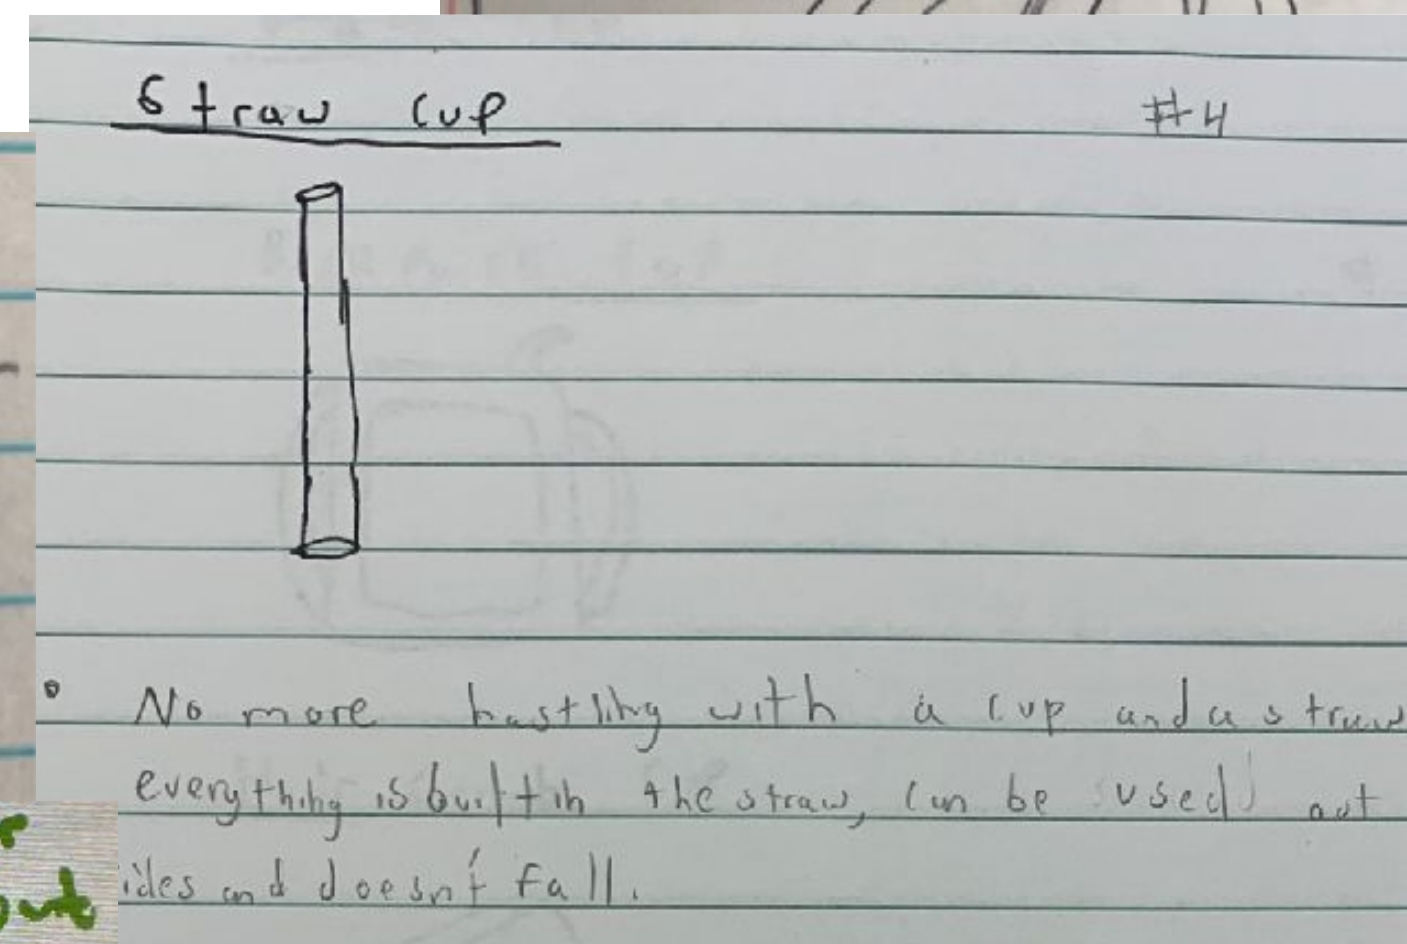 Straw Cup
#4
No more hastling with a cup and a straw
everything is built in the straw, can be used out
ides and doesn't fall.